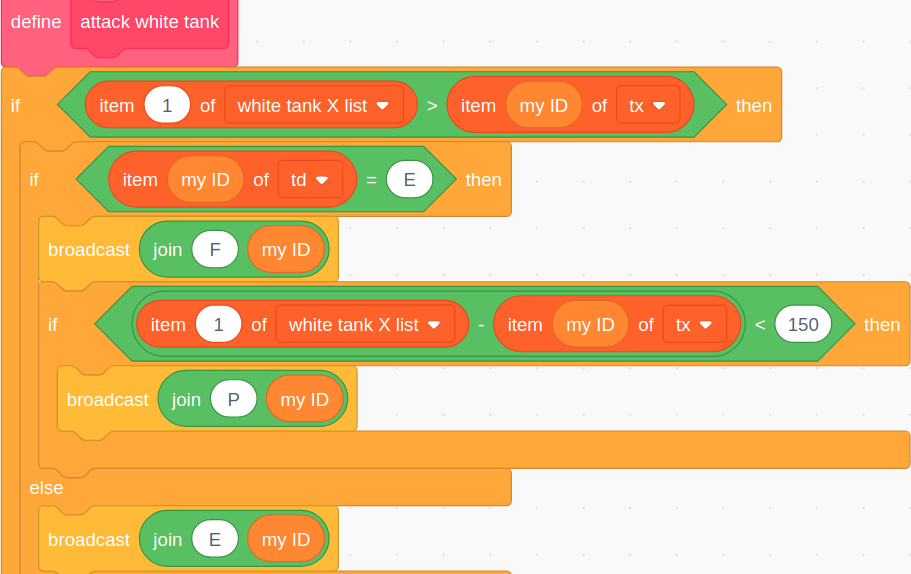 define attack white tank
if item 1 of white tank X list > item my ID of tx then
if item my ID of td = E then
broadcast join F my ID
if item 1 of white tank X list - item my ID of tx < 150 then
broadcast join P my ID
else
broadcast join E my ID